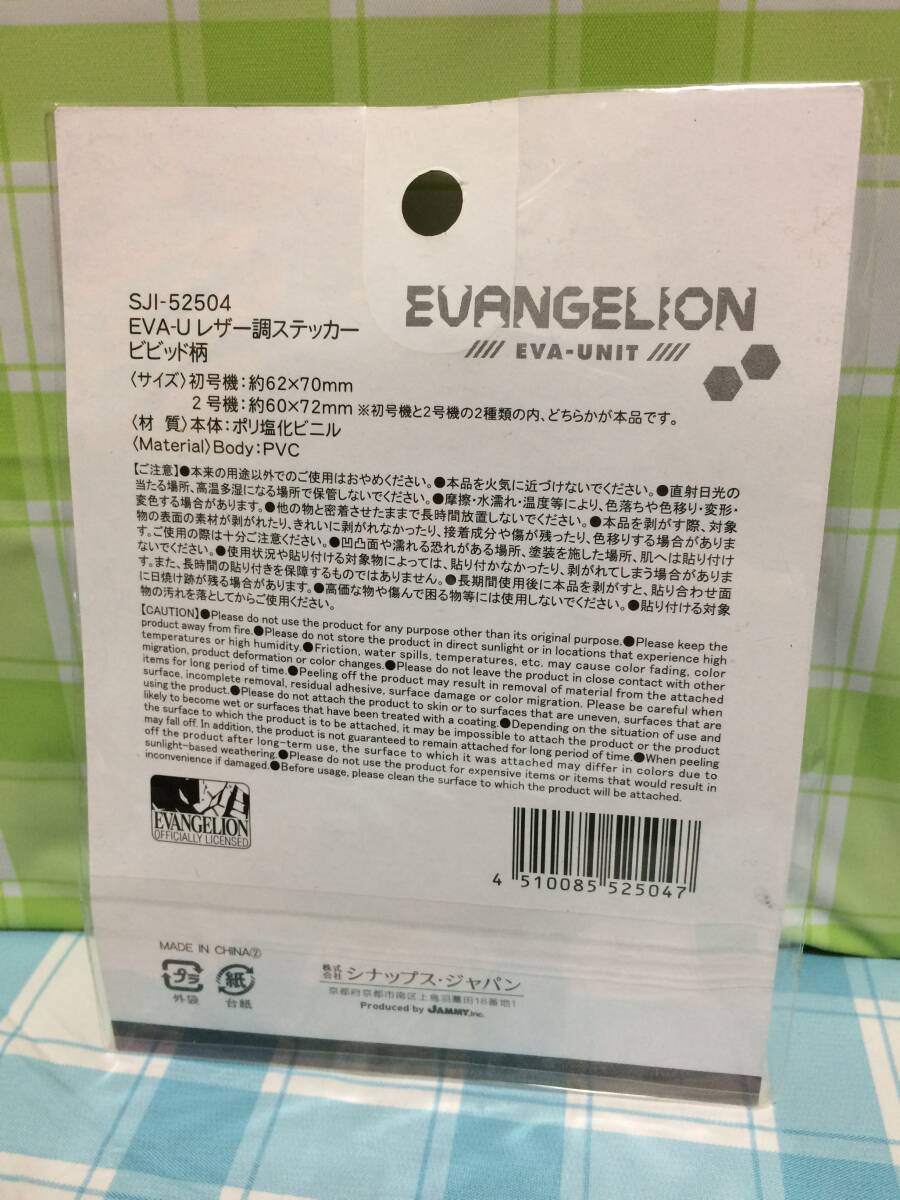 SJI-52504
EVA-U レザー調ステッカー
ビビッド柄
EVANGELION
//// EVA-UNIT ////
〈サイズ〉初号機：約62×70mm
2号機：約60×72mm ※初号機と2号機の2種類の内、どちらかが本品です。
〈材 質〉本体：ポリ塩化ビニル
〈Material〉Body：PVC
【ご注意】●本来の用途以外でのご使用はおやめください。●本品を火気に近づけないでください。●直射日光の
当たる場所、高温多湿になる場所で保管しないでください。●摩擦・水濡れ・温度等により、色落ちや色移り・変形・
変色する場合があります。●他の物と密着させたままで長時間放置しないでください。●本品を剥がす際、対象
物の表面の素材が剥がれたり、きれいに剥がれなかったり、接着成分や傷が残ったり、色移りする場合がありま
す。ご使用の際は十分ご注意ください。●凹凸面や濡れる恐れがある場所、塗装を施した場所、肌へは貼り付け
ないでください。●使用状況や貼り付ける対象物によっては、貼り付かなかったり、剥がれてしまう場合がありま
す。また、長時間の貼り付きを保障するものではありません。●長期間使用後に本品を剥がすと、貼り合わせ面
に日焼け跡が残る場合があります。●高価な物や傷んで困る物等には使用しないでください。●貼り付ける対象
物の汚れを落としてからご使用ください。
【CAUTION】●Please do not use the product for any purpose other than its original purpose.●Please keep the
product away from fire.●Please do not store the product in direct sunlight or in locations that experience high
temperatures or high humidity.●Friction, water spills, temperatures, etc. may cause color fading, color
migration, product deformation or color changes.●Please do not leave the product in close contact with other
items for long period of time.●Peeling off the product may result in removal of material from the attached
surface, incomplete removal, residual adhesive, surface damage or color migration. Please be careful when
using the product.●Please do not attach the product to skin or to surfaces that are uneven, surfaces that are
likely to become wet or surfaces that have been treated with a coating.●Depending on the situation of use and
the surface to which the product is to be attached, it may be impossible to attach the product or the product
may fall off. In addition, the product is not guaranteed to remain attached for long period of time.●When peeling
off the product after long-term use, the surface to which it was attached may differ in colors due to
sunlight-based weathering.●Please do not use the product for expensive items or items that would result in
inconvenience if damaged.●Before usage, please clean the surface to which the product will be attached.
EVANGELION
OFFICIALLY LICENSED
4 510085 525047
MADE IN CHINA②
プラ
外袋
紙
台紙
株式会社 シナップス・ジャパン
京都府京都市南区上鳥羽藁田18番地1
Produced by JAMMY,Inc.